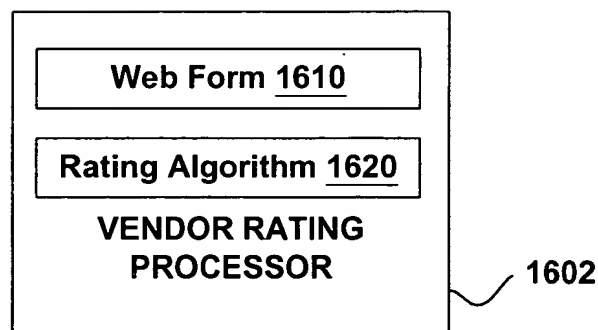 Web Form 1610
Rating Algorithm 1620
VENDOR RATING
PROCESSOR
1602